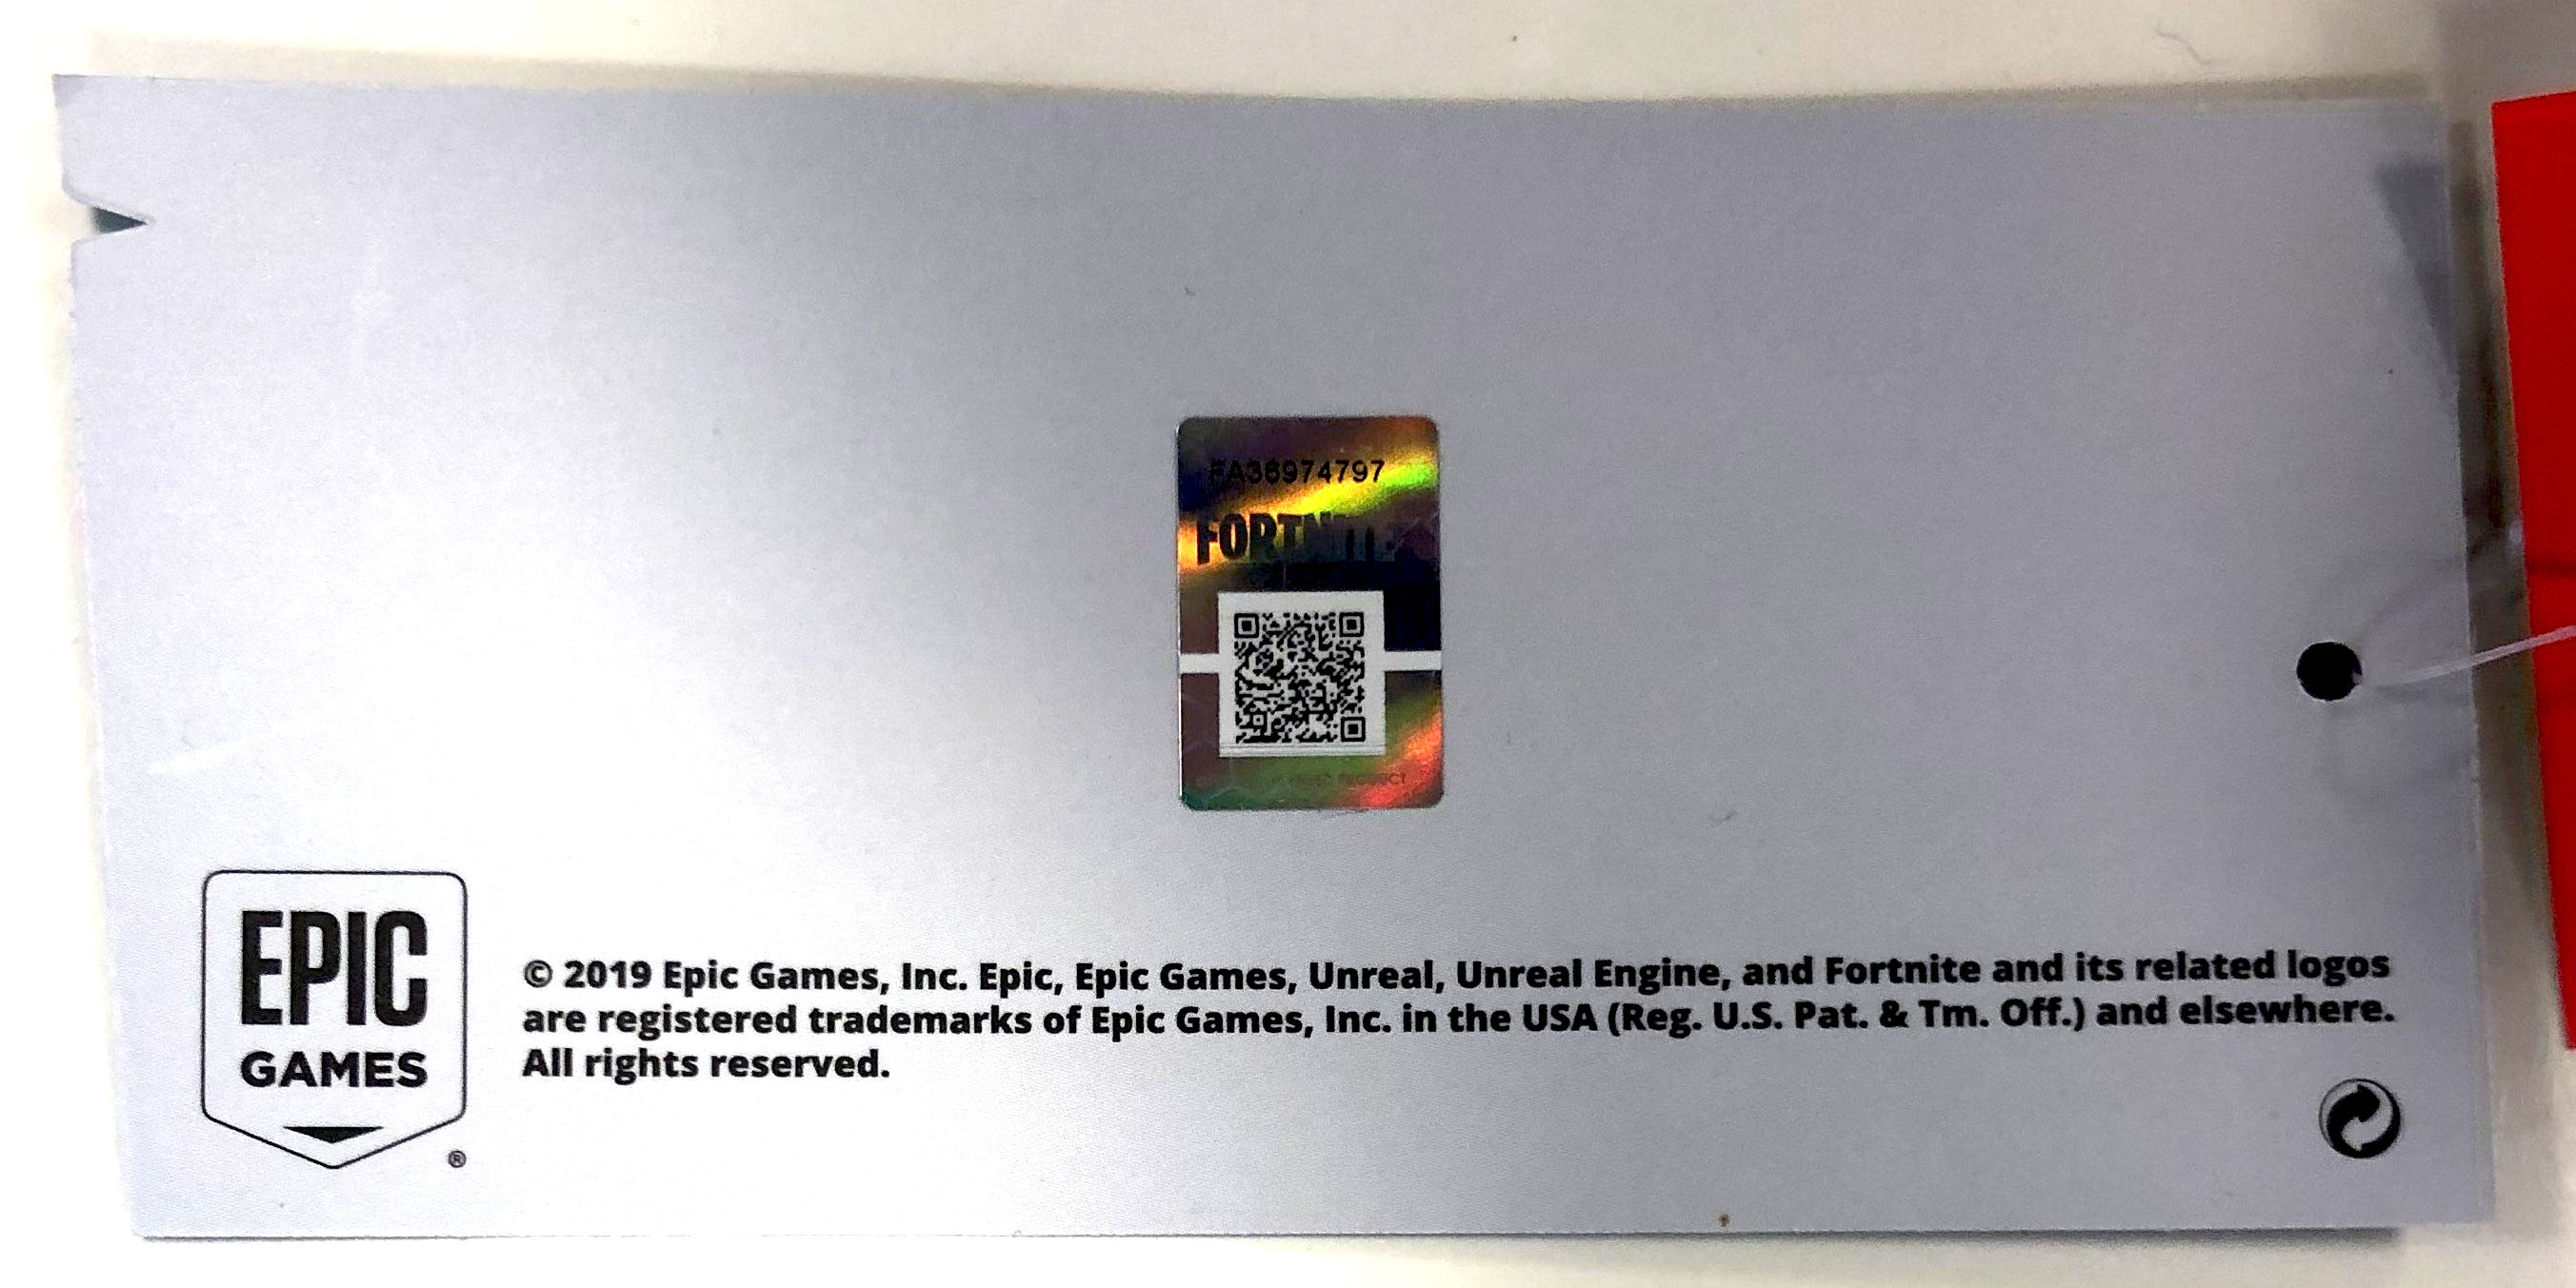 FA36974797
FORTNITE
PRODUCT
EPIC
GAMES
®
© 2019 Epic Games, Inc. Epic, Epic Games, Unreal, Unreal Engine, and Fortnite and its related logos
are registered trademarks of Epic Games, Inc. in the USA (Reg. U.S. Pat. & Tm. Off.) and elsewhere.
All rights reserved.